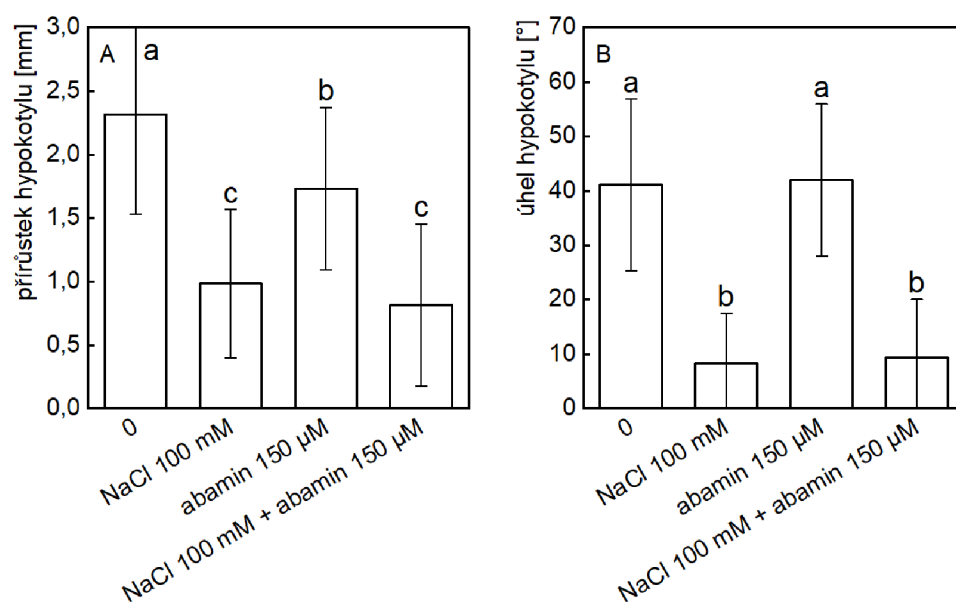 A
přírůstek hypokotylu [mm]
3,0
2,5
2,0
1,5
1,0
0,5
0,0
a
c
b
c
0
NaCl 100 mM
abamin 150 µM
NaCl 100 mM + abamin 150 µM
B
úhel hypokotylu [°]
70
60
50
40
30
20
10
0
a
b
a
b
0
NaCl 100 mM
abamin 150 µM
NaCl 100 mM + abamin 150 µM